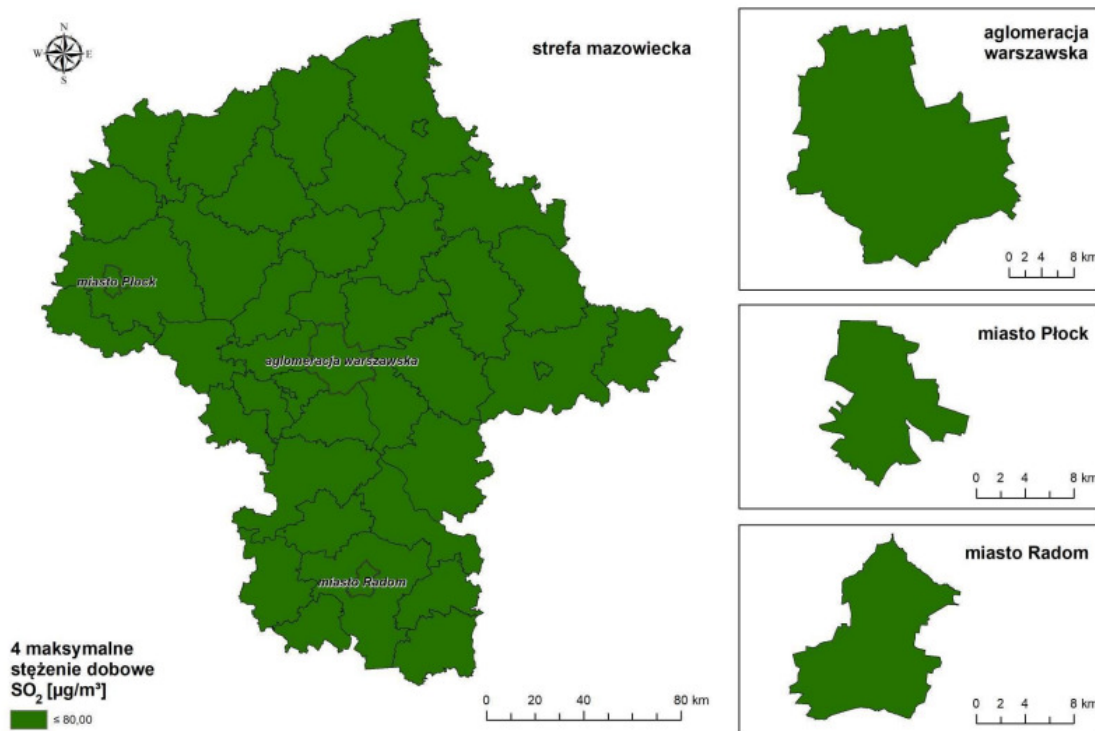 N
W E
S
strefa mazowiecka
miasto Płock
aglomeracja warszawska
miasto Radom
4 maksymalne
stężenie dobowe
SO₂ [µg/m³]
≤ 80,00
0 20 40 80 km
aglomeracja
warszawska
0 2 4 8 km
miasto Płock
0 2 4 8 km
miasto Radom
0 2 4 8 km